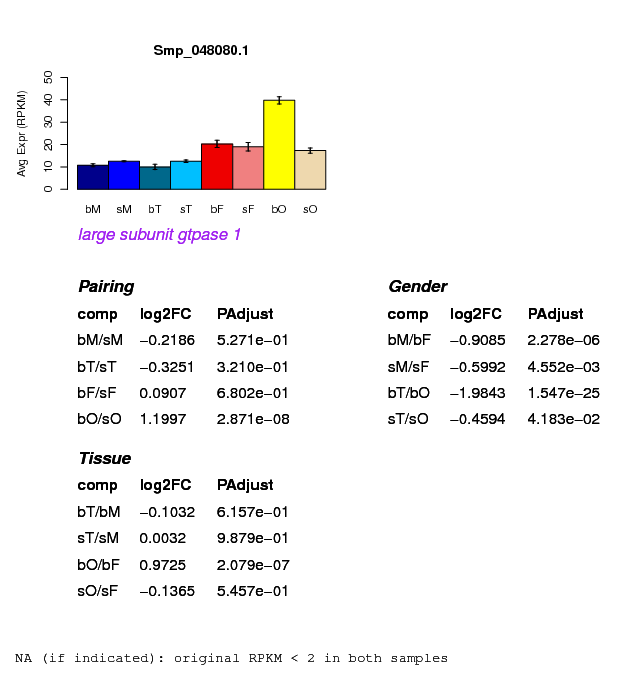 Smp_048080.1
Avg Expr (RPKM)
50
40
30
20
10
0
bM sM bT sT bF sF bO sO
large subunit gtpase 1
Pairing
comp log2FC PAdjust
bM/sM −0.2186 5.271e−01
bT/sT −0.3251 3.210e−01
bF/sF 0.0907 6.802e−01
bO/sO 1.1997 2.871e−08
Gender
comp log2FC PAdjust
bM/bF −0.9085 2.278e−06
sM/sF −0.5992 4.552e−03
bT/bO −1.9843 1.547e−25
sT/sO −0.4594 4.183e−02
Tissue
comp log2FC PAdjust
bT/bM −0.1032 6.157e−01
sT/sM 0.0032 9.879e−01
bO/bF 0.9725 2.079e−07
sO/sF −0.1365 5.457e−01
NA (if indicated): original RPKM < 2 in both samples